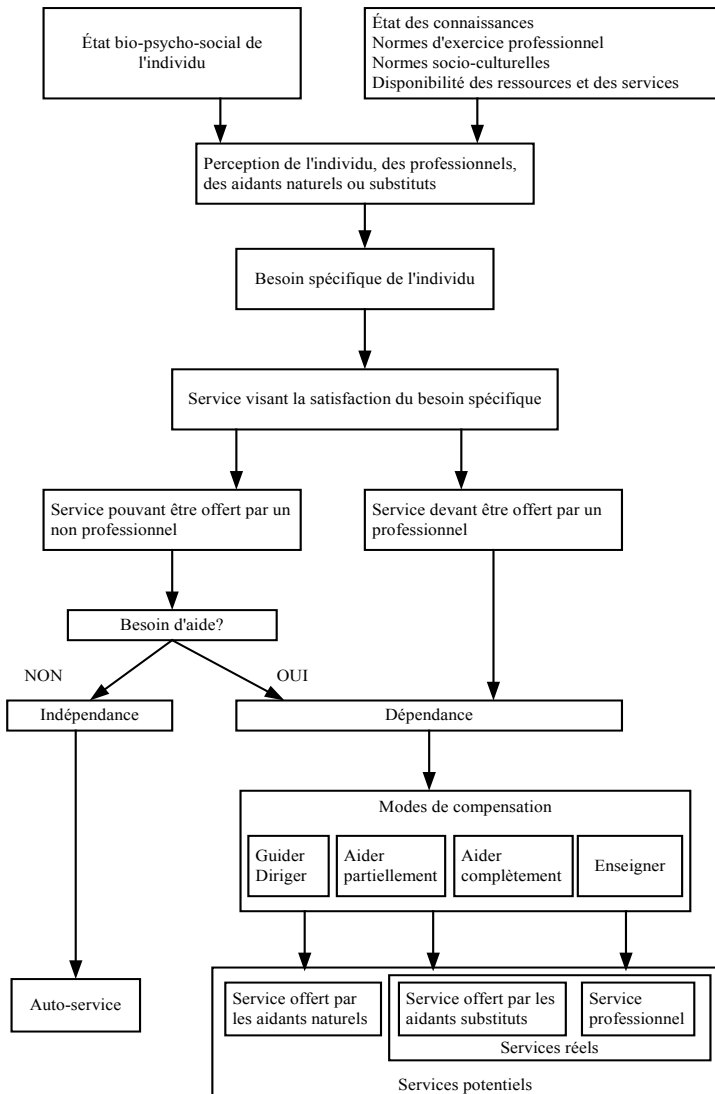 État bio-psycho-social de
l'individu
État des connaissances
Normes d'exercice professionnel
Normes socio-culturelles
Disponibilité des ressources et des services
Perception de l'individu, des professionnels,
des aidants naturels ou substituts
Besoin spécifique de l'individu
Service visant la satisfaction du besoin spécifique
Service pouvant être offert par un
non professionnel
Service devant être offert par un
professionnel
Besoin d'aide?
NON
OUI
Indépendance
Dépendance
Modes de compensation
Guider
Diriger
Aider
partiellement
Aider
complètement
Enseigner
Auto-service
Service offert par
les aidants naturels
Service offert par les
aidants substituts
Service
professionnel
Services réels
Services potentiels